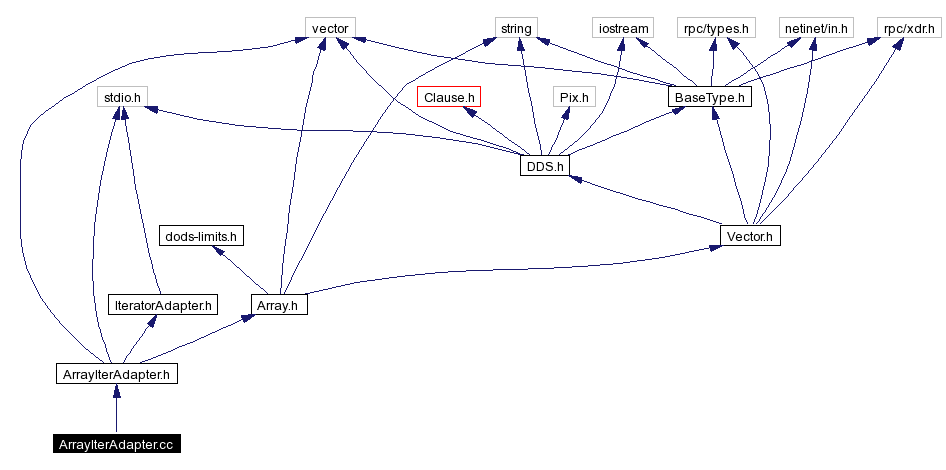 vector
string
iostream
rpc/types.h
netinet/in.h
rpc/xdr.h
stdio.h
Clause.h
Pix.h
BaseType.h
DDS.h
dods-limits.h
Vector.h
IteratorAdapter.h
Array.h
ArrayIterAdapter.h
ArrayIterAdapter.cc